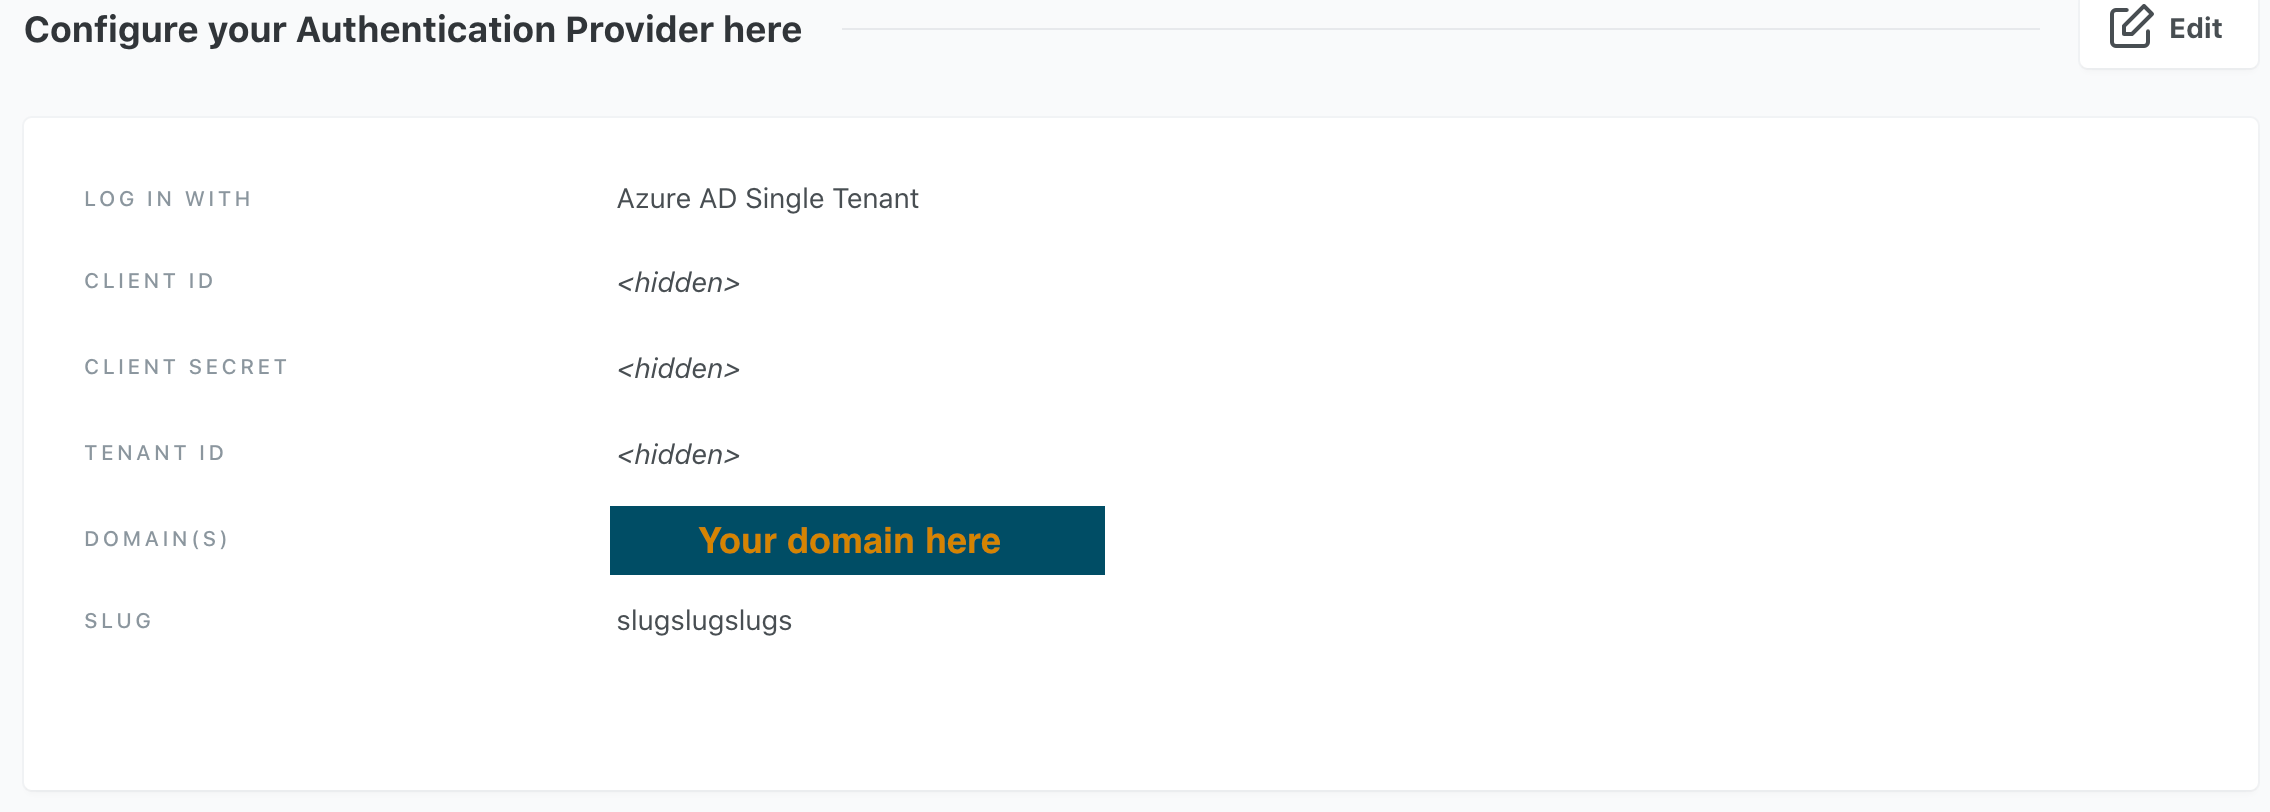 Configure your Authentication Provider here
Edit
LOG IN WITH Azure AD Single Tenant
CLIENT ID <hidden>
CLIENT SECRET <hidden>
TENANT ID <hidden>
DOMAIN(S) Your domain here
SLUG slugslugslugs